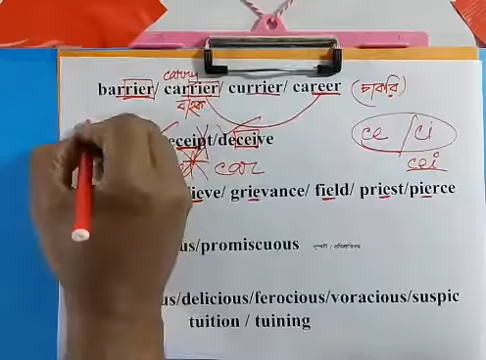 barrier/ carrier/ currier/ career (চাকরি)
carry
বাহক
ceipt/deceive
ce / ci
car
cei
ieve/ grievance/ field/ priest/pierce
us/promiscuous
us/delicious/ferocious/voracious/suspic
tuition / tuining